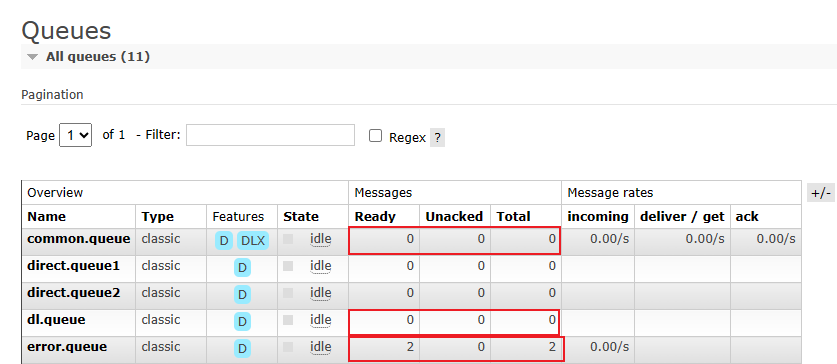 Queues
All queues (11)
Pagination
Page 1 of 1 - Filter: Regex ?
Overview Messages Message rates +/-
Name Type Features State Ready Unacked Total incoming deliver / get ack
common.queue classic D DLX idle 0 0 0 0.00/s 0.00/s 0.00/s
direct.queue1 classic D idle 0 0 0
direct.queue2 classic D idle 0 0 0
dl.queue classic D idle 0 0 0
error.queue classic D idle 2 0 2 0.00/s